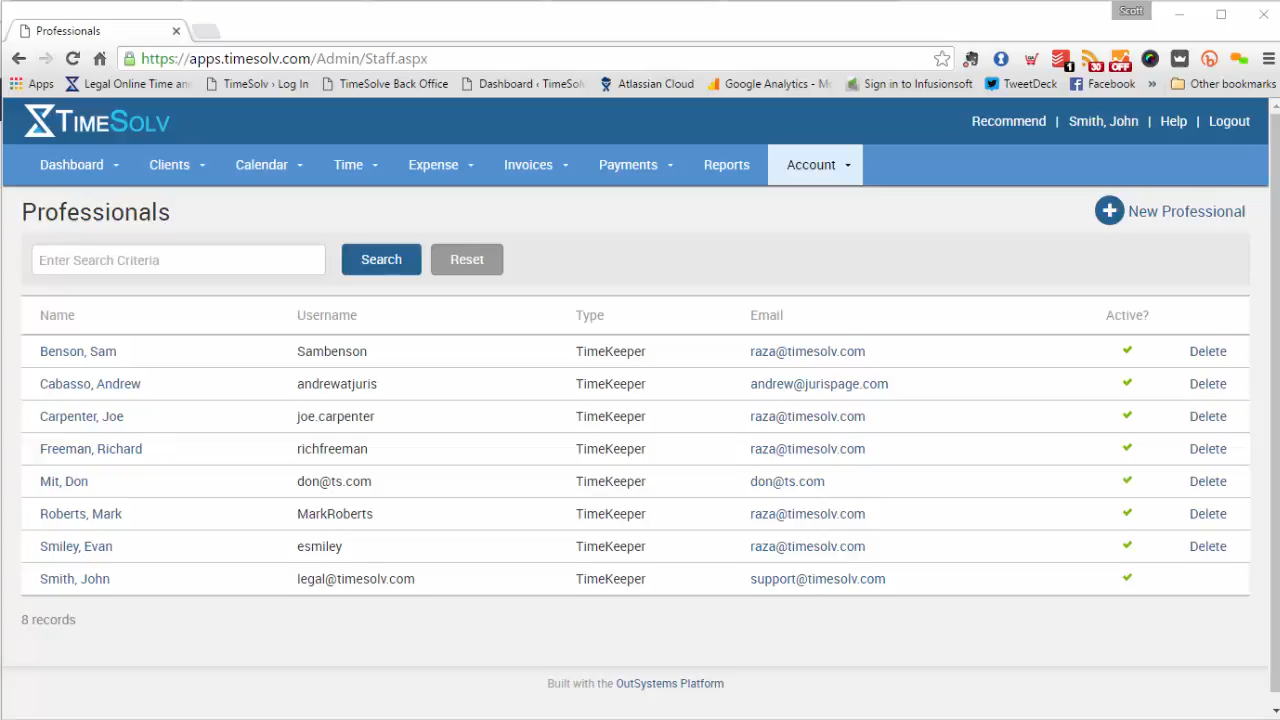 Scott
Professionals
https://apps.timesolv.com/Admin/Staff.aspx
1 30 OFF
Apps Legal Online Time an TimeSolv › Log In TimeSolve Back Office Dashboard ‹ TimeSol Atlassian Cloud Google Analytics - M Sign in to Infusionsoft TweetDeck Facebook » Other bookmarks
TIMESOLV Recommend | Smith, John | Help | Logout
Dashboard Clients Calendar Time Expense Invoices Payments Reports Account
Professionals New Professional
Enter Search Criteria Search Reset
Name Username Type Email Active?
Benson, Sam Sambenson TimeKeeper raza@timesolv.com Delete
Cabasso, Andrew andrewatjuris TimeKeeper andrew@jurispage.com Delete
Carpenter, Joe joe.carpenter TimeKeeper raza@timesolv.com Delete
Freeman, Richard richfreeman TimeKeeper raza@timesolv.com Delete
Mit, Don don@ts.com TimeKeeper don@ts.com Delete
Roberts, Mark MarkRoberts TimeKeeper raza@timesolv.com Delete
Smiley, Evan esmiley TimeKeeper raza@timesolv.com Delete
Smith, John legal@timesolv.com TimeKeeper support@timesolv.com
8 records
Built with the OutSystems Platform